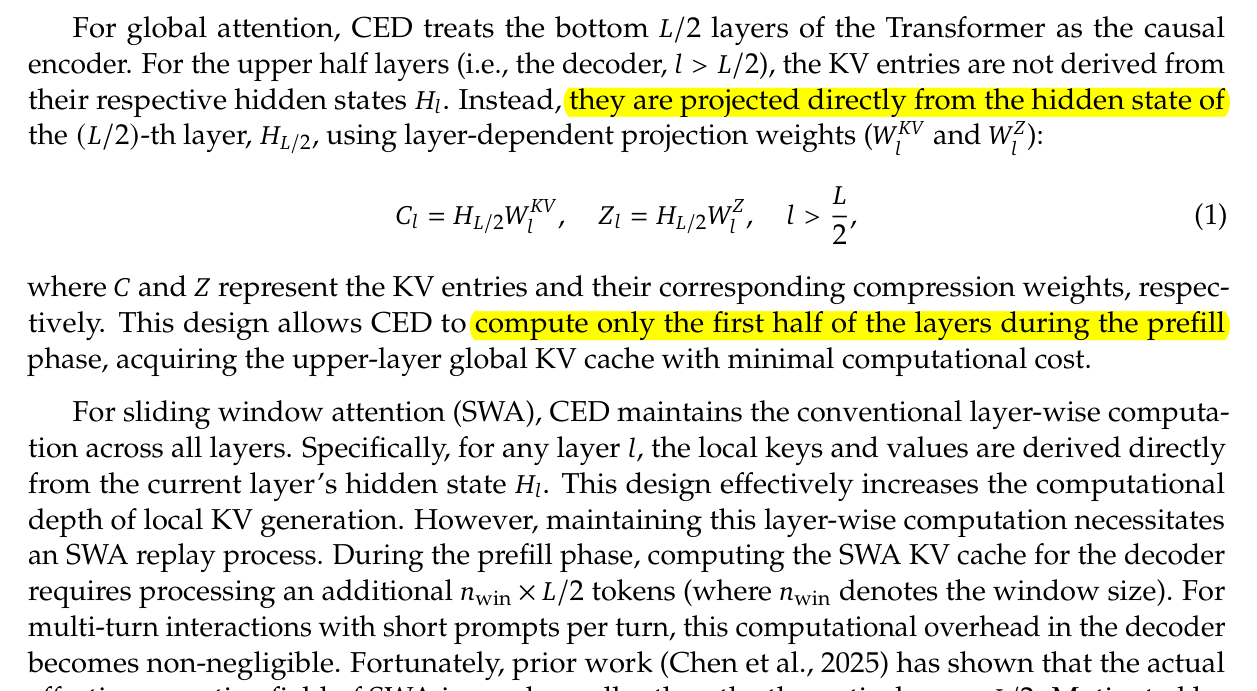 For global attention, CED treats the bottom L/2 layers of the Transformer as the causal
encoder. For the upper half layers (i.e., the decoder, l > L/2), the KV entries are not derived from
their respective hidden states H_l. Instead, they are projected directly from the hidden state of
the (L/2)-th layer, H_{L/2}, using layer-dependent projection weights (W_l^{KV} and W_l^Z):
C_l = H_{L/2}W_l^{KV}, Z_l = H_{L/2}W_l^Z, l > L/2, (1)
where C and Z represent the KV entries and their corresponding compression weights, respec-
tively. This design allows CED to compute only the first half of the layers during the prefill
phase, acquiring the upper-layer global KV cache with minimal computational cost.
For sliding window attention (SWA), CED maintains the conventional layer-wise computa-
tion across all layers. Specifically, for any layer l, the local keys and values are derived directly
from the current layer's hidden state H_l. This design effectively increases the computational
depth of local KV generation. However, maintaining this layer-wise computation necessitates
an SWA replay process. During the prefill phase, computing the SWA KV cache for the decoder
requires processing an additional n_win × L/2 tokens (where n_win denotes the window size). For
multi-turn interactions with short prompts per turn, this computational overhead in the decoder
becomes non-negligible. Fortunately, prior work (Chen et al., 2025) has shown that the actual